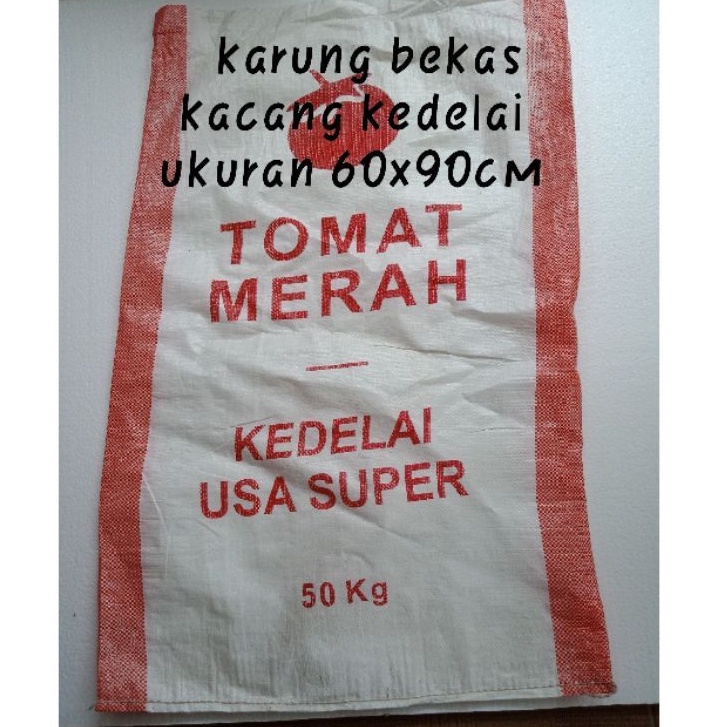 karung bekas
kacang kedelai
ukuran 60x90cm
TOMAT
MERAH
KEDELAI
USA SUPER
50 Kg